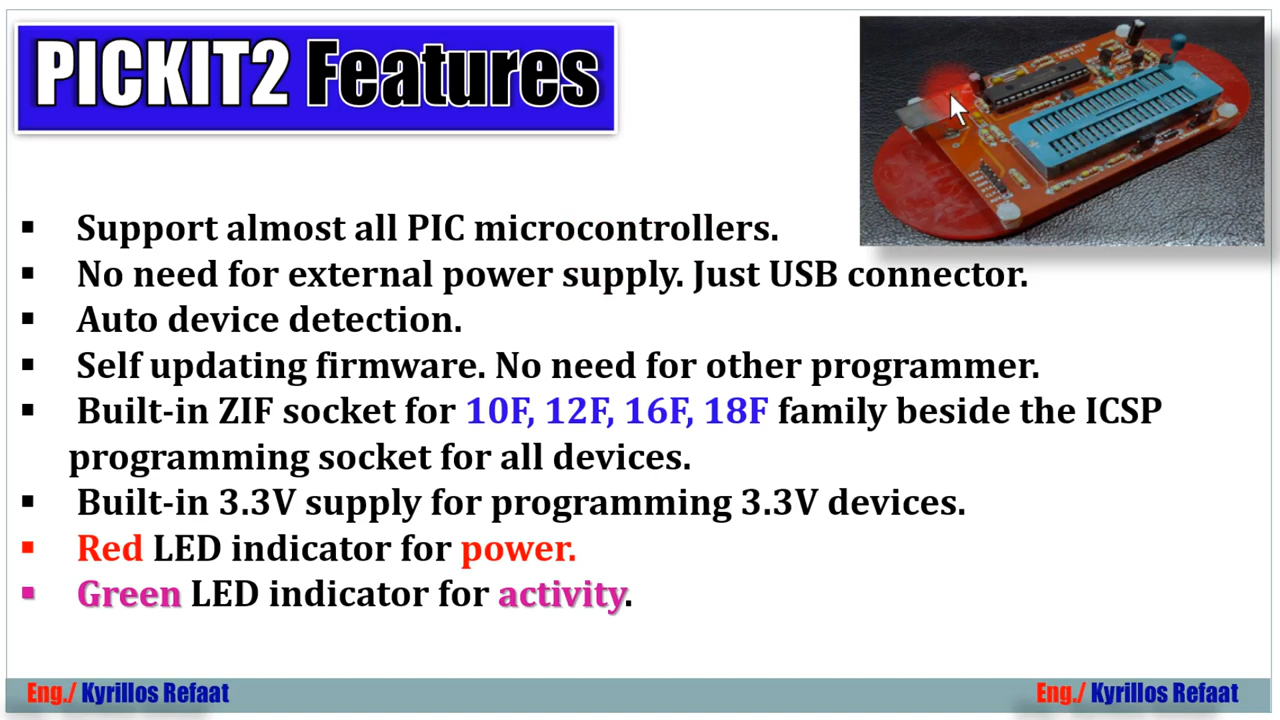 PICKIT2 Features
Support almost all PIC microcontrollers.
No need for external power supply. Just USB connector.
Auto device detection.
Self updating firmware. No need for other programmer.
Built-in ZIF socket for 10F, 12F, 16F, 18F family beside the ICSP
programming socket for all devices.
Built-in 3.3V supply for programming 3.3V devices.
Red LED indicator for power.
Green LED indicator for activity.
Eng./ Kyrillos Refaat
Eng./ Kyrillos Refaat